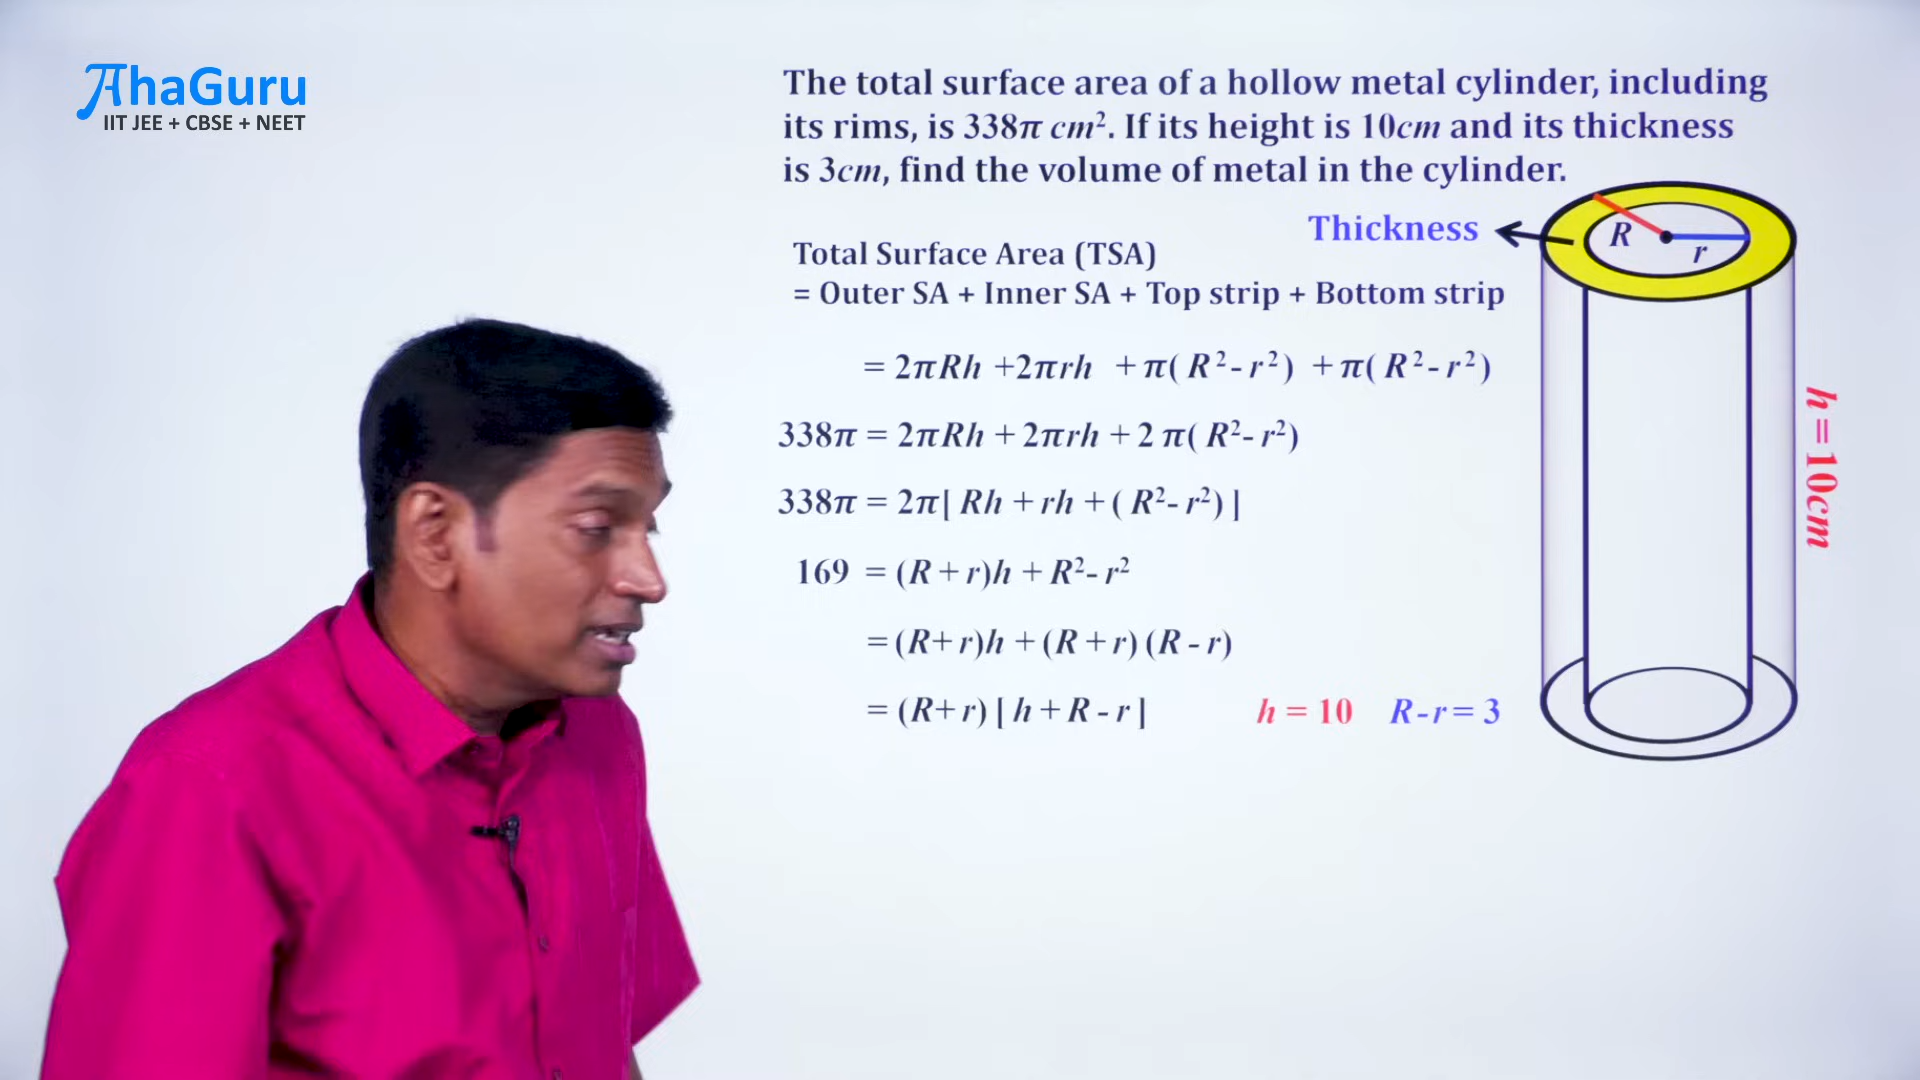 AhaGuru
IIT JEE + CBSE + NEET
The total surface area of a hollow metal cylinder, including
its rims, is 338π cm². If its height is 10cm and its thickness
is 3cm, find the volume of metal in the cylinder.
Thickness
R
r
Total Surface Area (TSA)
= Outer SA + Inner SA + Top strip + Bottom strip
= 2πRh +2πrh + π( R²- r²) + π( R²- r²)
338π = 2πRh + 2πrh + 2 π( R²- r²)
338π = 2π[ Rh + rh + ( R²- r²) ]
169 = (R + r)h + R²- r²
= (R+ r)h + (R + r) (R - r)
= (R+ r) [ h + R - r ]
h = 10 R - r = 3
h = 10cm